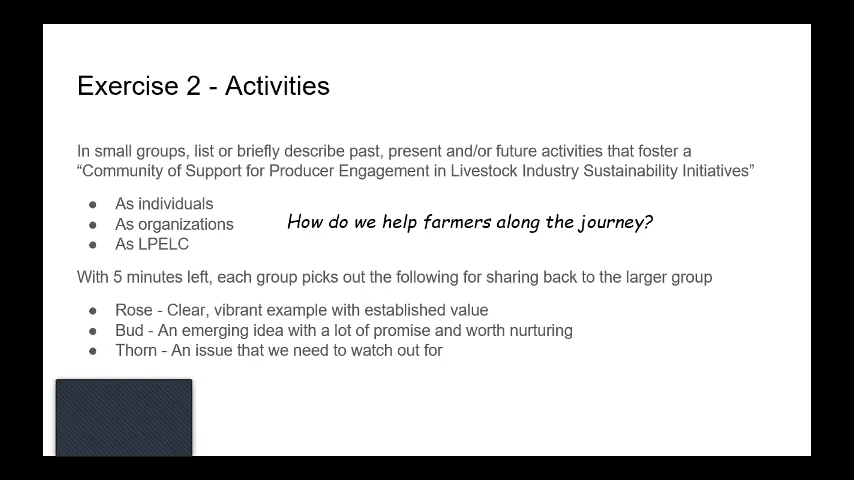 Exercise 2 - Activities
In small groups, list or briefly describe past, present and/or future activities that foster a
“Community of Support for Producer Engagement in Livestock Industry Sustainability Initiatives”
● As individuals
● As organizations
How do we help farmers along the journey?
● As LPELC
With 5 minutes left, each group picks out the following for sharing back to the larger group
● Rose - Clear, vibrant example with established value
● Bud - An emerging idea with a lot of promise and worth nurturing
● Thorn - An issue that we need to watch out for